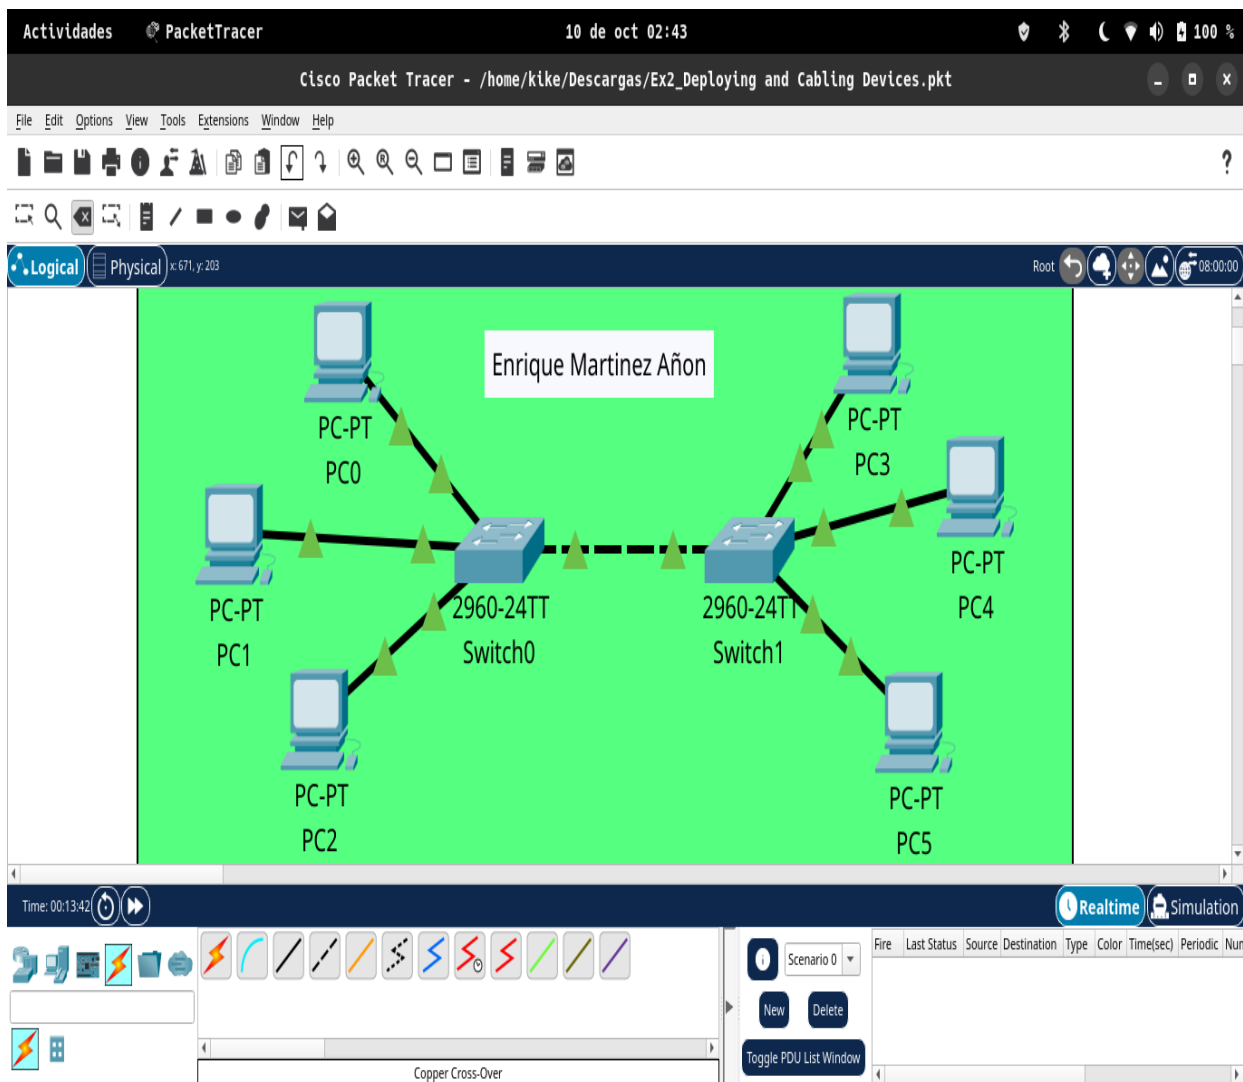 Actividades PacketTracer 10 de oct 02:43 100 %
Cisco Packet Tracer - /home/kike/Descargas/Ex2_Deploying and Cabling Devices.pkt
File Edit Options View Tools Extensions Window Help
?
Logical Physical x: 671, y: 203 Root 08:00:00
Enrique Martinez Añon
PC-PT
PC0
PC-PT
PC3
PC-PT
PC1
2960-24TT
Switch0
2960-24TT
Switch1
PC-PT
PC4
PC-PT
PC2
PC-PT
PC5
Time: 00:13:42 Realtime Simulation
Scenario 0
Fire Last Status Source Destination Type Color Time(sec) Periodic Nur
New Delete
Toggle PDU List Window
Copper Cross-Over